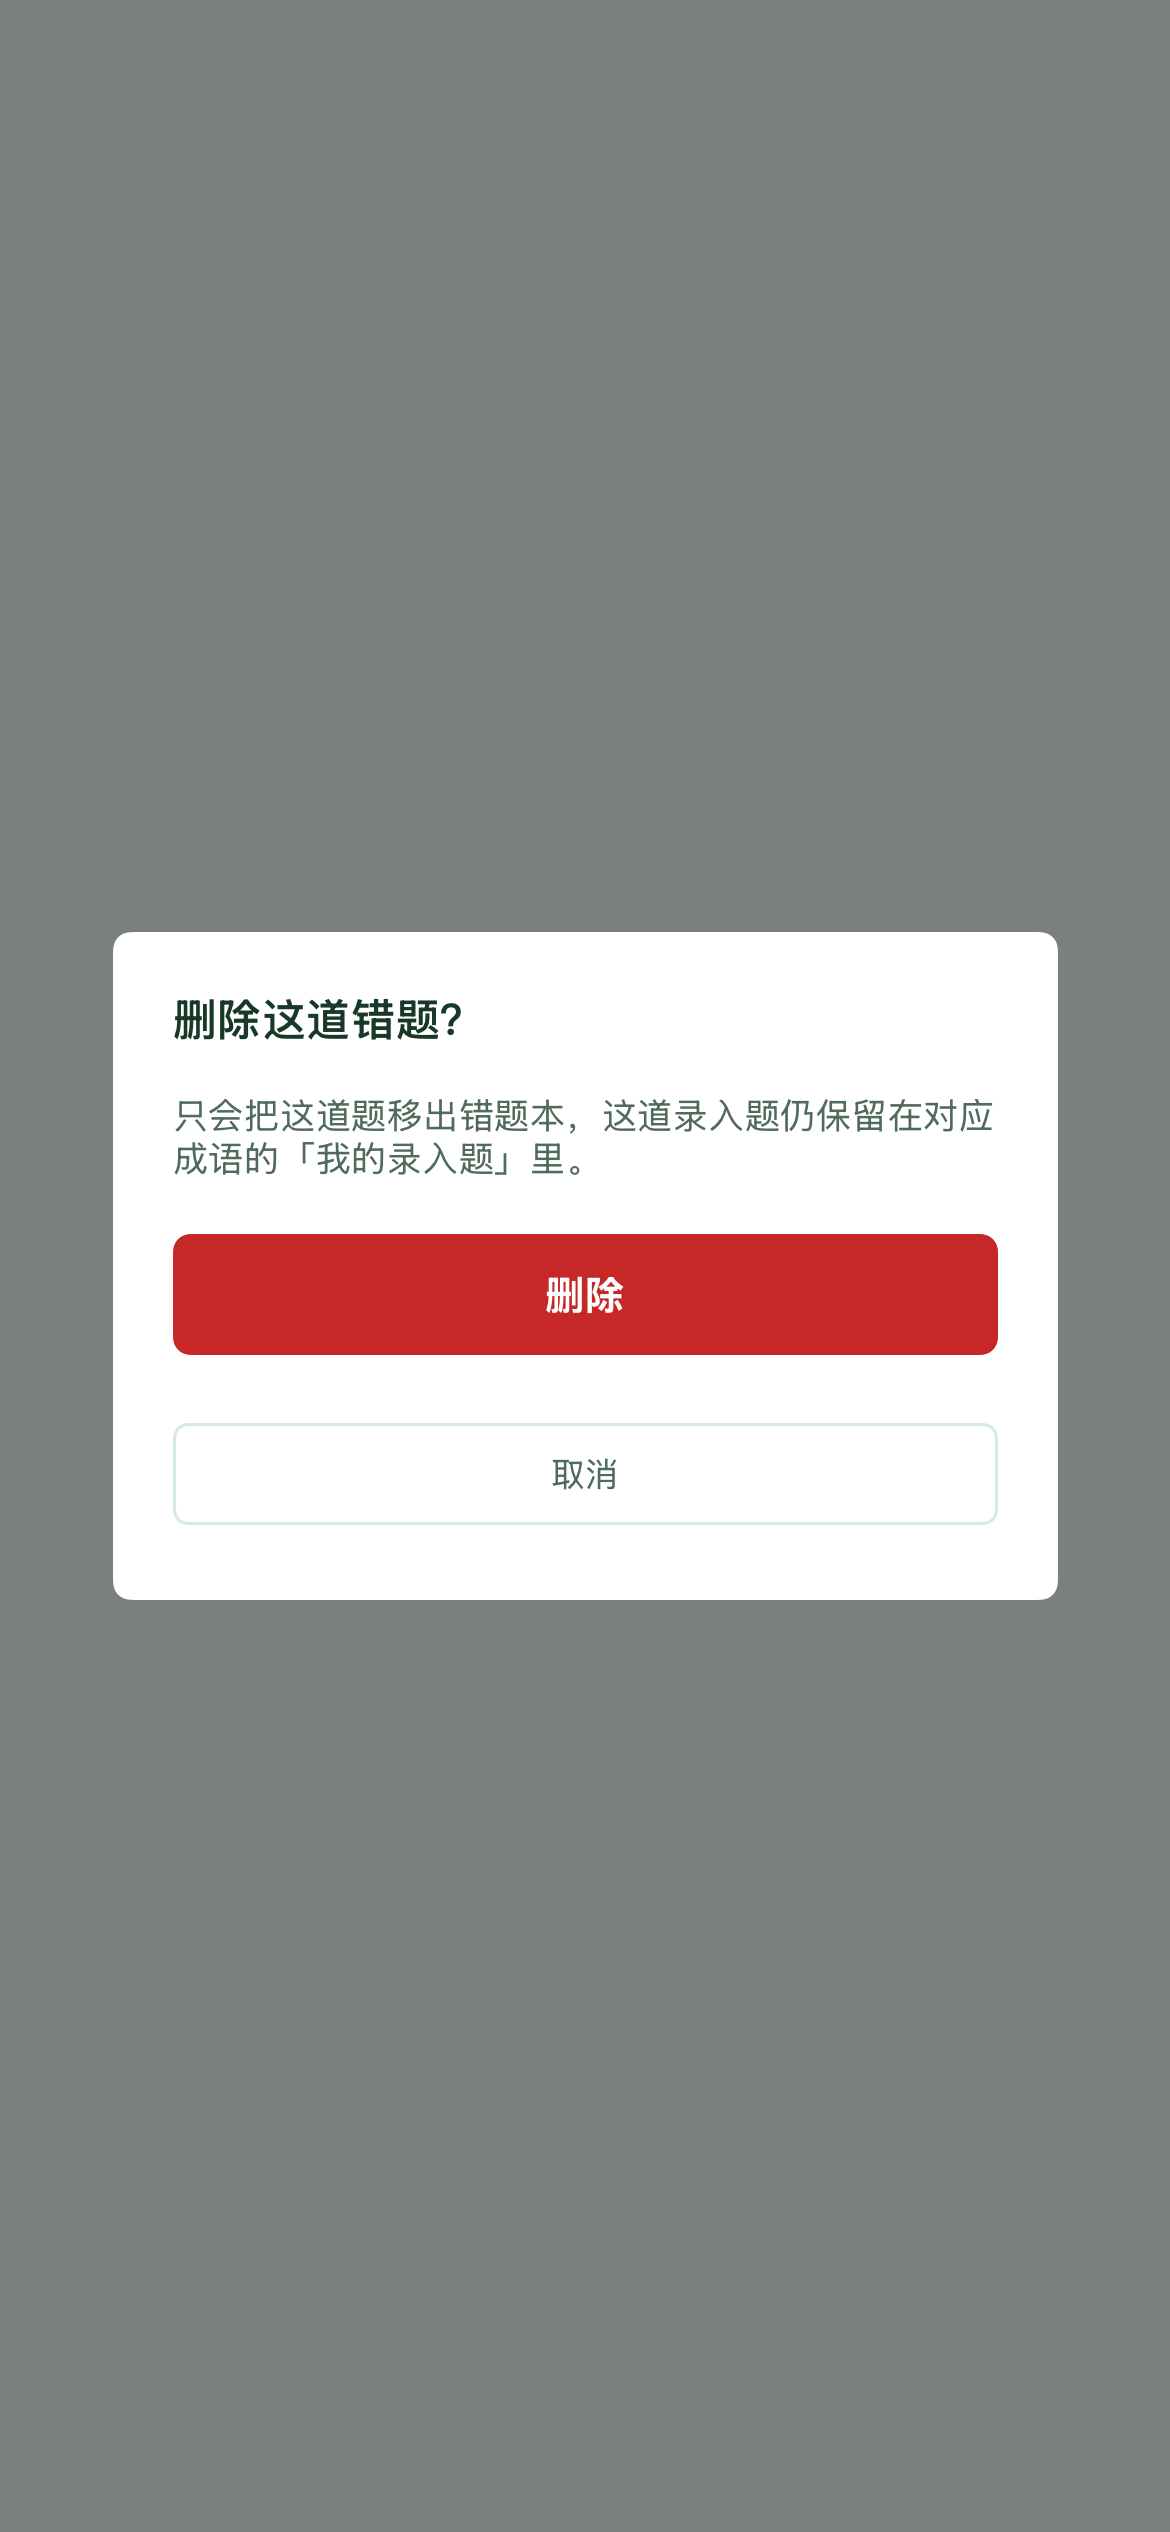 删除这道错题?
只会把这道题移出错题本，这道录入题仍保留在对应
成语的「我的录入题」里。
删除
取消